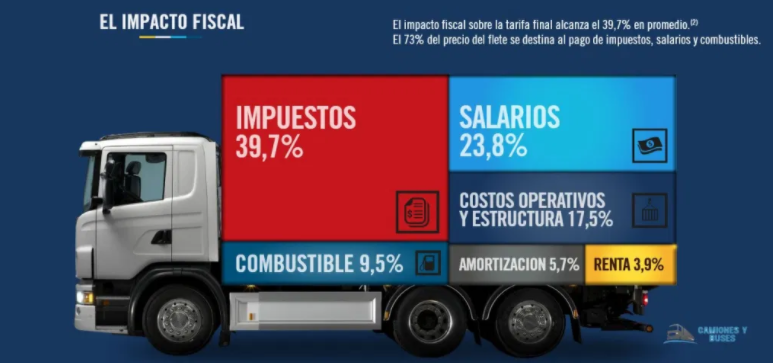 EL IMPACTO FISCAL
El impacto fiscal sobre la tarifa final alcanza el 39,7% en promedio.(2)
El 73% del precio del flete se destina al pago de impuestos, salarios y combustibles.
IMPUESTOS
39,7%
SALARIOS
23,8%
COSTOS OPERATIVOS
Y ESTRUCTURA 17,5%
COMBUSTIBLE 9,5%
AMORTIZACION 5,7%
RENTA 3,9%
CAMIONES Y
BUSES